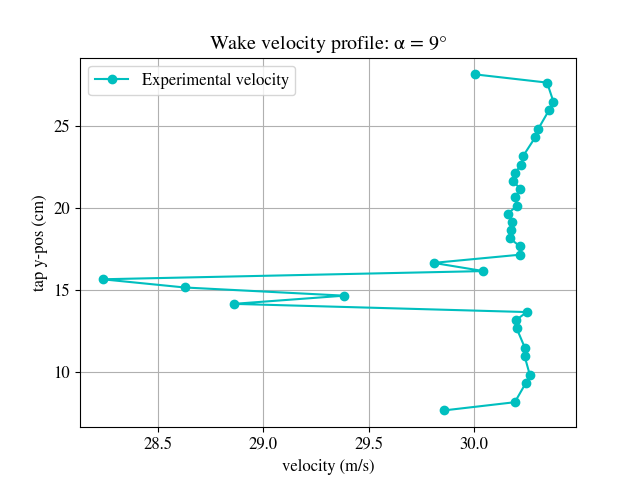 Wake velocity profile: α = 9°
Experimental velocity
25
20
15
10
tap y-pos (cm)
28.5 29.0 29.5 30.0
velocity (m/s)